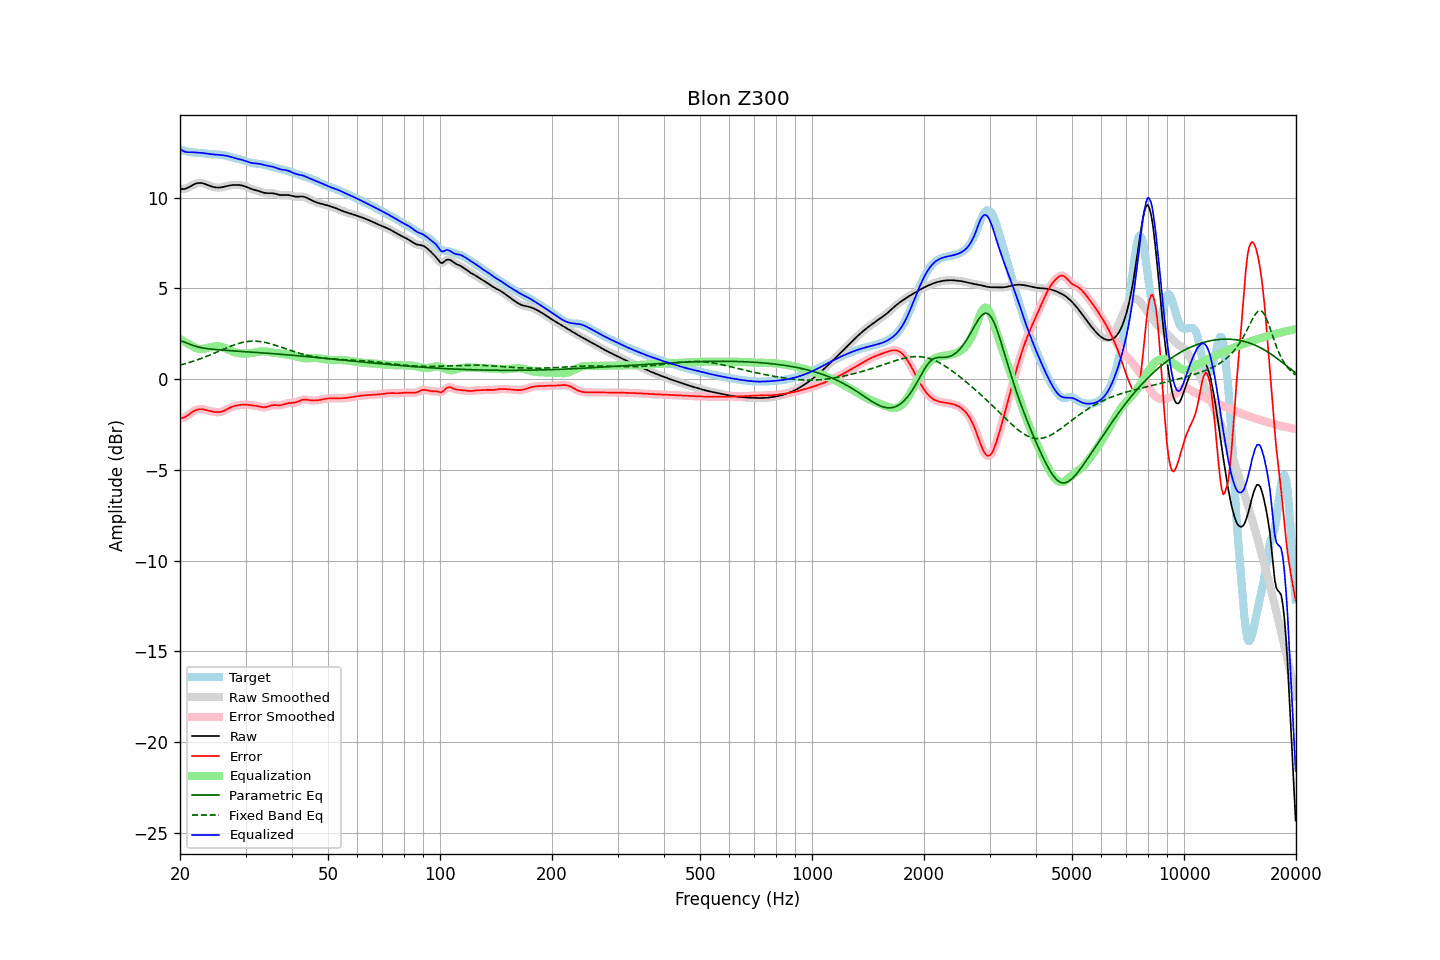 Blon Z300
10
5
0
−5
−10
−15
−20
−25
Amplitude (dBr)
Target
Raw Smoothed
Error Smoothed
Raw
Error
Equalization
Parametric Eq
Fixed Band Eq
Equalized
20 50 100 200 500 1000 2000 5000 10000 20000
Frequency (Hz)